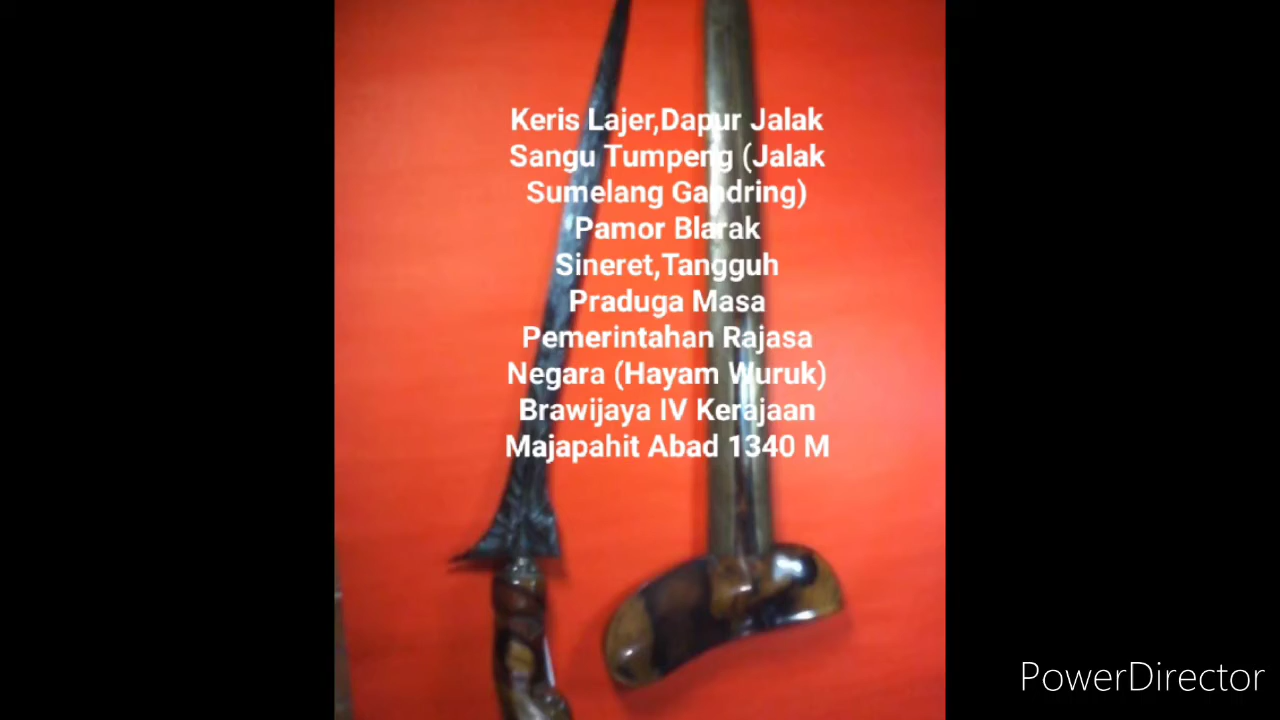 Keris Lajer,Dapur Jalak
Sangu Tumpeng (Jalak
Sumelang Gandring)
Pamor Blarak
Sineret,Tangguh
Praduga Masa
Pemerintahan Rajasa
Negara (Hayam Wuruk)
Brawijaya IV Kerajaan
Majapahit Abad 1340 M
PowerDirector